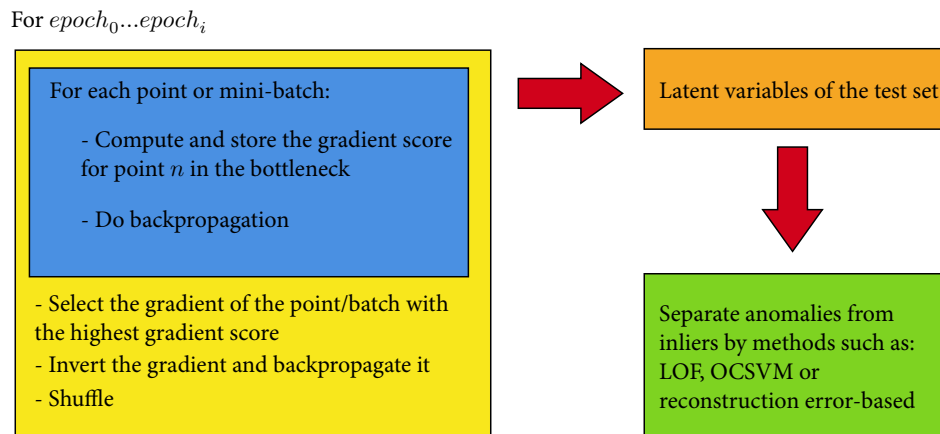 For epoch₀...epochᵢ
For each point or mini-batch:
- Compute and store the gradient score
for point n in the bottleneck
- Do backpropagation
- Select the gradient of the point/batch with
the highest gradient score
- Invert the gradient and backpropagate it
- Shuffle
Latent variables of the test set
Separate anomalies from
inliers by methods such as:
LOF, OCSVM or
reconstruction error-based